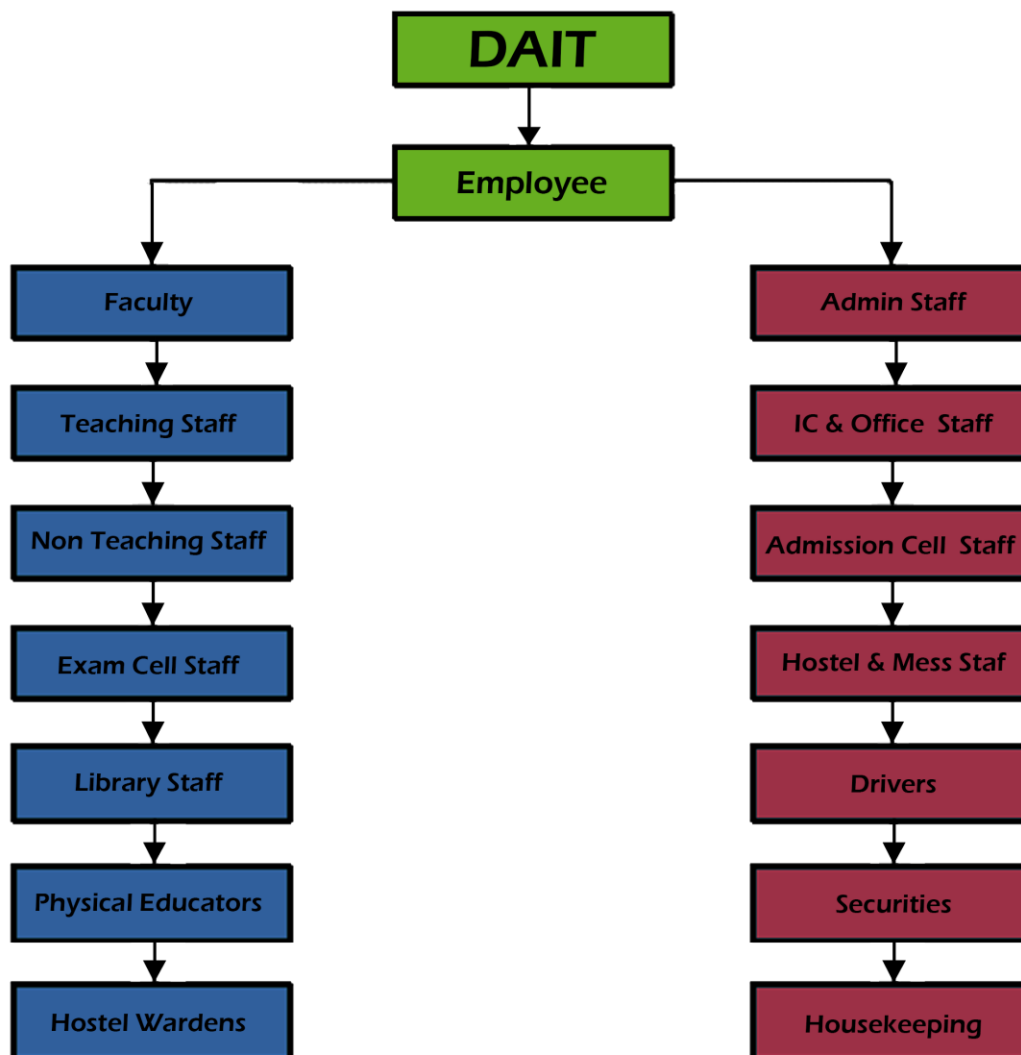 DAIT
Employee
Faculty
Teaching Staff
Non Teaching Staff
Exam Cell Staff
Library Staff
Physical Educators
Hostel Wardens
Admin Staff
IC & Office Staff
Admission Cell Staff
Hostel & Mess Staf
Drivers
Securities
Housekeeping